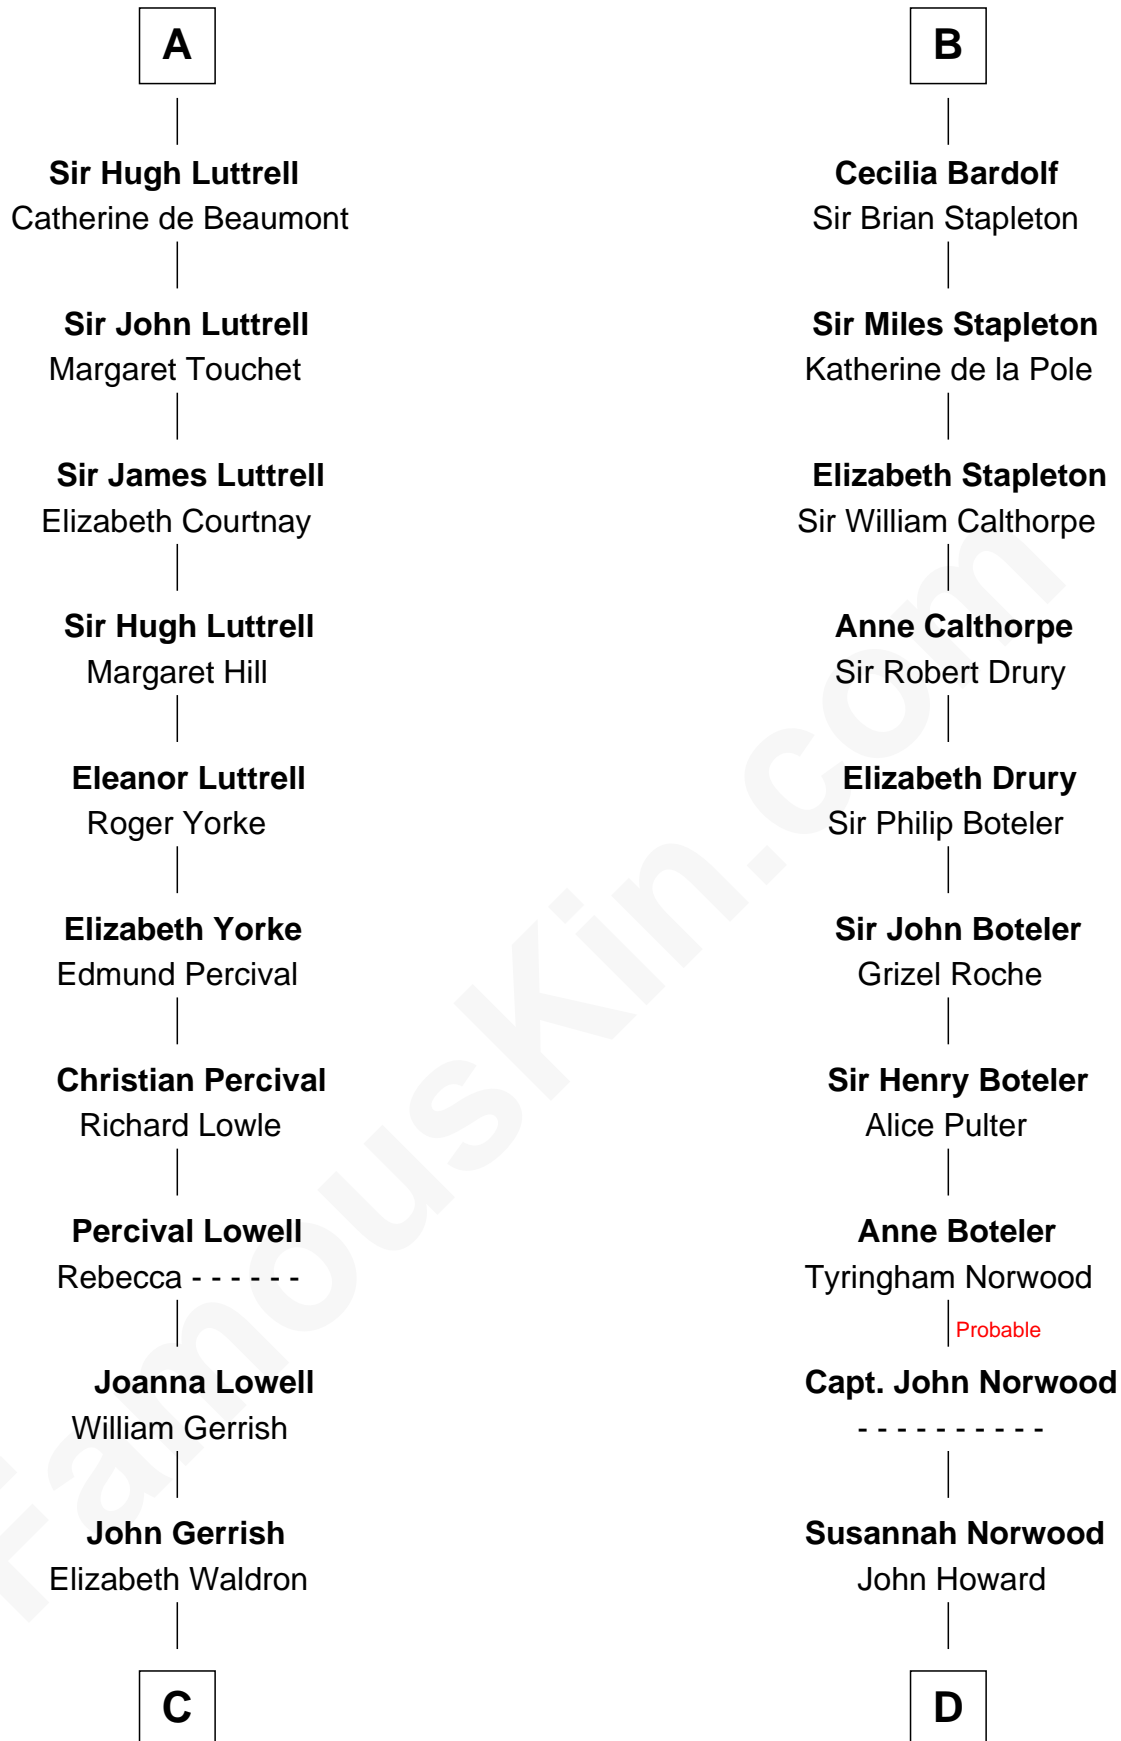 A
Sir Hugh Luttrell
Catherine de Beaumont
Sir John Luttrell
Margaret Touchet
Sir James Luttrell
Elizabeth Courtnay
Sir Hugh Luttrell
Margaret Hill
Eleanor Luttrell
Roger Yorke
Elizabeth Yorke
Edmund Percival
Christian Percival
Richard Lowle
Percival Lowell
Rebecca - - - - - -
Joanna Lowell
William Gerrish
John Gerrish
Elizabeth Waldron
C
B
Cecilia Bardolf
Sir Brian Stapleton
Sir Miles Stapleton
Katherine de la Pole
Elizabeth Stapleton
Sir William Calthorpe
Anne Calthorpe
Sir Robert Drury
Elizabeth Drury
Sir Philip Boteler
Sir John Boteler
Grizel Roche
Sir Henry Boteler
Alice Pulter
Anne Boteler
Tyringham Norwood
Probable
Capt. John Norwood
- - - - - - - - - -
Susannah Norwood
John Howard
D
FamousKin.com